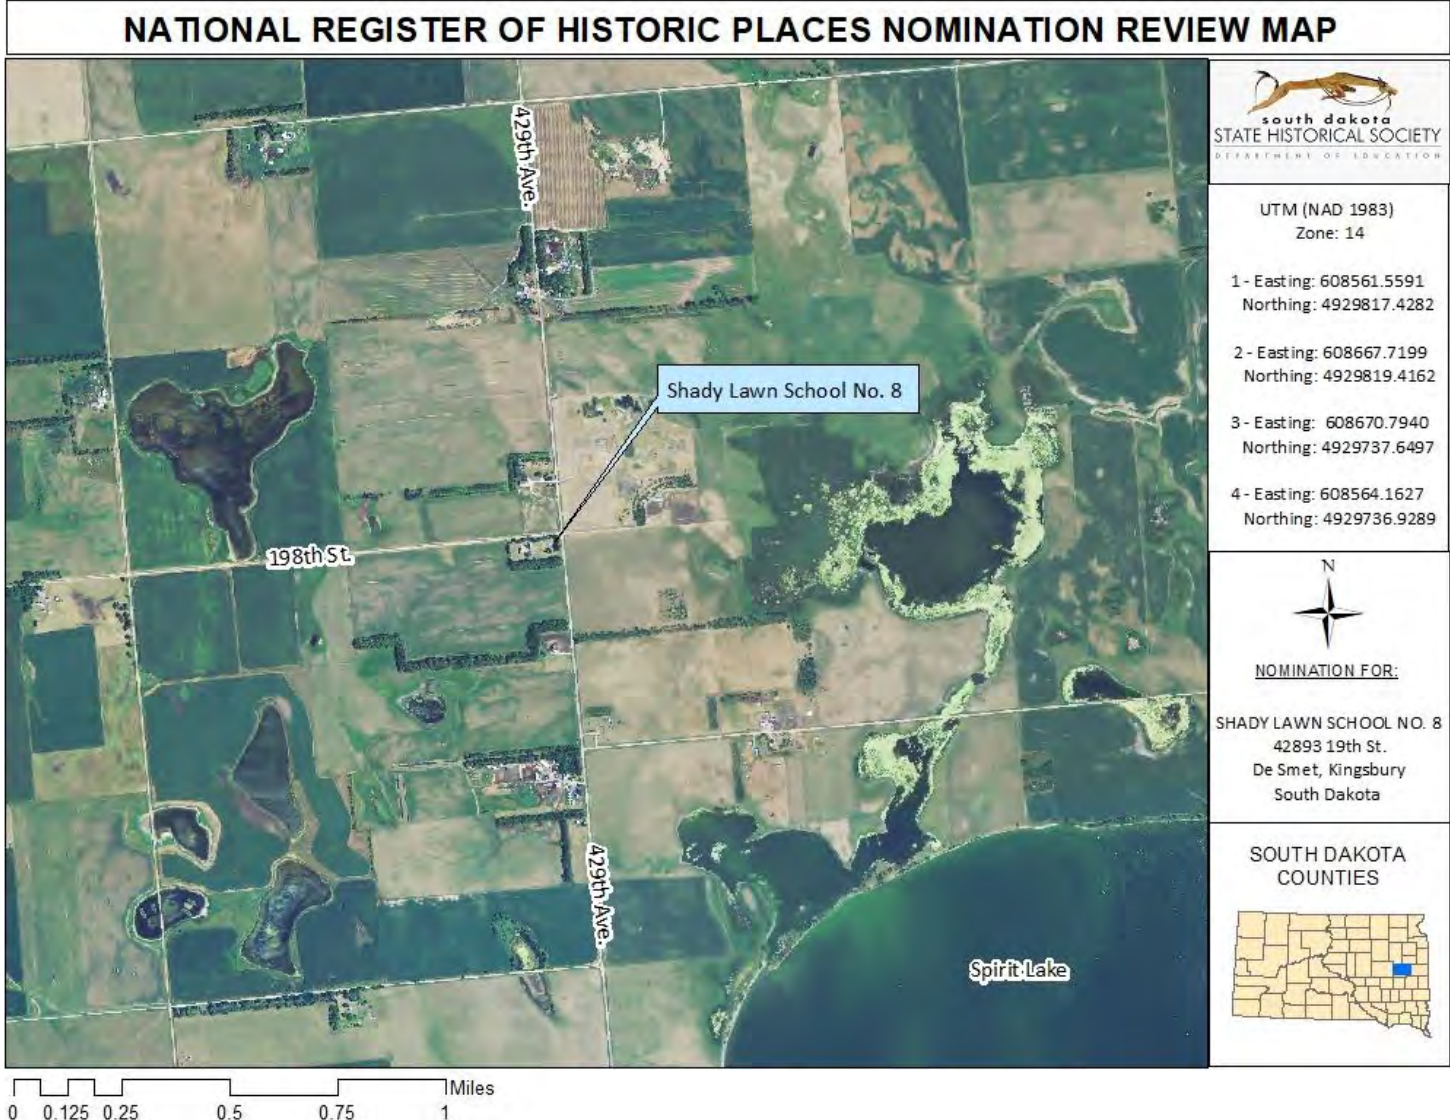 NATIONAL REGISTER OF HISTORIC PLACES NOMINATION REVIEW MAP
429th Ave.
Shady Lawn School No. 8
198th St.
429th Ave.
Spirit Lake
south dakota
STATE HISTORICAL SOCIETY
DEPARTMENT OF EDUCATION
UTM (NAD 1983)
Zone: 14
1 - Easting: 608561.5591
Northing: 4929817.4282
2 - Easting: 608667.7199
Northing: 4929819.4162
3 - Easting: 608670.7940
Northing: 4929737.6497
4 - Easting: 608564.1627
Northing: 4929736.9289
N
NOMINATION FOR:
SHADY LAWN SCHOOL NO. 8
42893 19th St.
De Smet, Kingsbury
South Dakota
SOUTH DAKOTA
COUNTIES
Miles
0 0.125 0.25 0.5 0.75 1